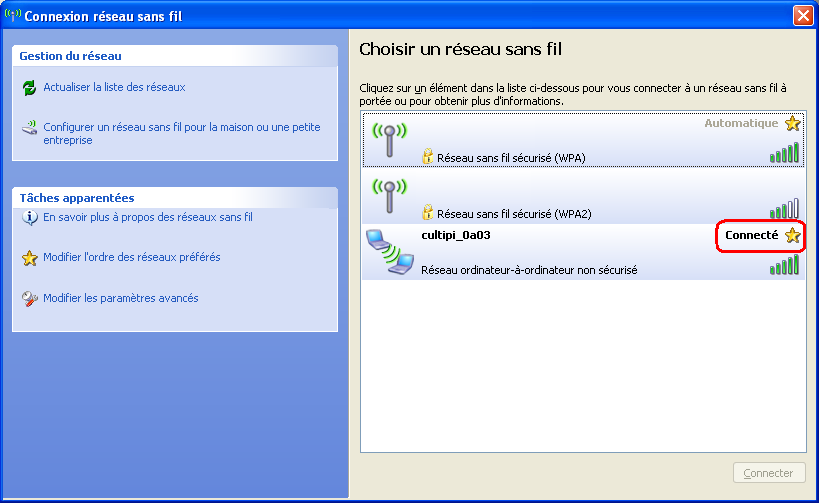 Connexion réseau sans fil
Gestion du réseau
Actualiser la liste des réseaux
Configurer un réseau sans fil pour la maison ou une petite
entreprise
Tâches apparentées
En savoir plus à propos des réseaux sans fil
Modifier l'ordre des réseaux préférés
Modifier les paramètres avancés
Choisir un réseau sans fil
Cliquez sur un élément dans la liste ci-dessous pour vous connecter à un réseau sans fil à
portée ou pour obtenir plus d'informations.
Automatique
Réseau sans fil sécurisé (WPA)
Réseau sans fil sécurisé (WPA2)
cultipi_0a03
Connecté
Réseau ordinateur-à-ordinateur non sécurisé
Connecter